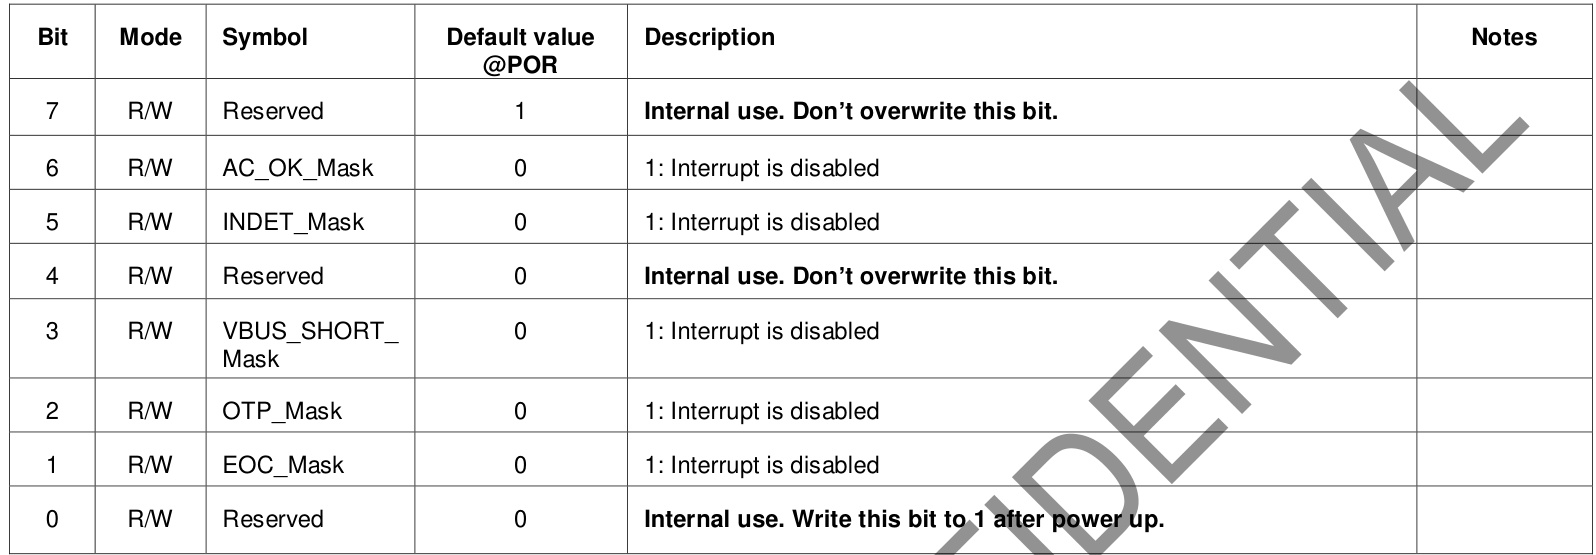 Bit Mode Symbol Default value Description Notes
@POR
7 R/W Reserved 1 Internal use. Don’t overwrite this bit.
6 R/W AC_OK_Mask 0 1: Interrupt is disabled
5 R/W INDET_Mask 0 1: Interrupt is disabled
4 R/W Reserved 0 Internal use. Don’t overwrite this bit.
3 R/W VBUS_SHORT_ 0 1: Interrupt is disabled
Mask
2 R/W OTP_Mask 0 1: Interrupt is disabled
1 R/W EOC_Mask 0 1: Interrupt is disabled
0 R/W Reserved 0 Internal use. Write this bit to 1 after power up.
FIDENTIAL